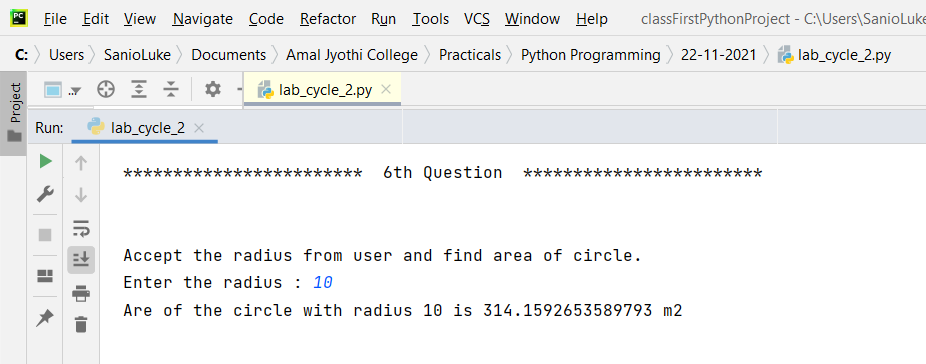 PC File Edit View Navigate Code Refactor Run Tools VCS Window Help classFirstPythonProject - C:\Users\SanioLuke
C: Users SanioLuke Documents Amal Jyothi College Practicals Python Programming 22-11-2021 lab_cycle_2.py
Project
lab_cycle_2.py
Run: lab_cycle_2
************************ 6th Question ************************
Accept the radius from user and find area of circle.
Enter the radius : 10
Are of the circle with radius 10 is 314.1592653589793 m2